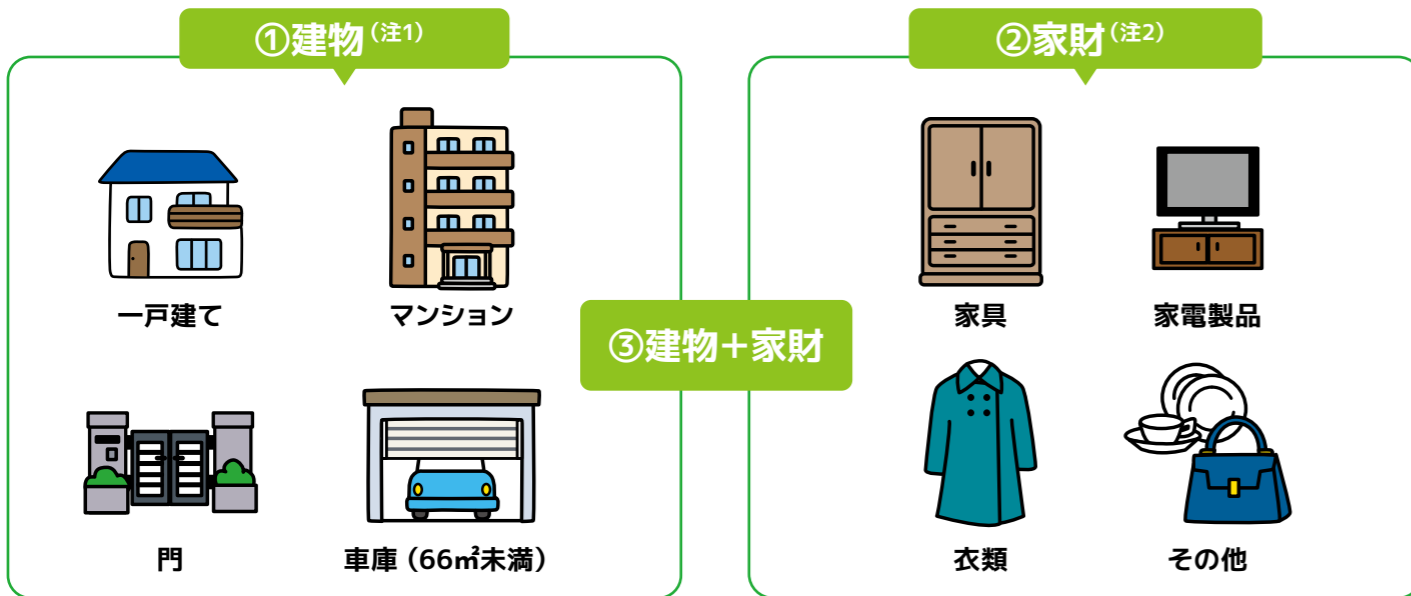 ①建物(注1)
一戸建て
マンション
門
車庫(66㎡未満)
②家財(注2)
家具
家電製品
衣類
その他
③建物+家財